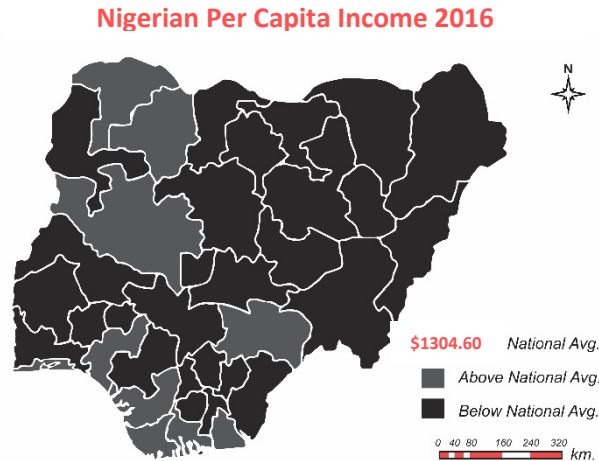 Nigerian Per Capita Income 2016
N
$1304.60 National Avg.
Above National Avg.
Below National Avg.
0 40 80 160 240 320
km.